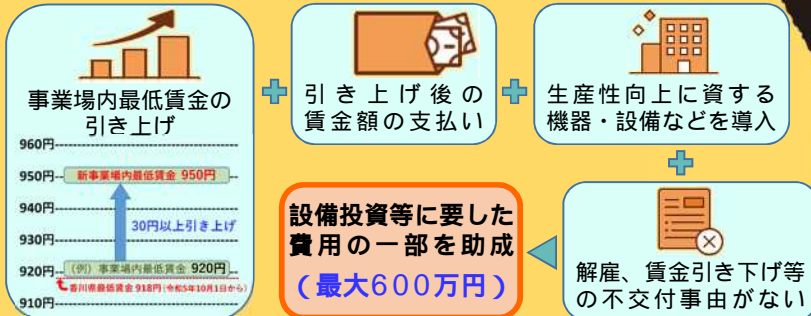 事業場内最低賃金の
引き上げ
960円
950円
新事業場内最低賃金 950円
940円
30円以上引き上げ
930円
920円
(例)事業場内最低賃金 920円
香川県最低賃金 918円(令和5年10月1日から)
910円
引き上げ後の
賃金額の支払い
生産性向上に資する
機器・設備などを導入
解雇、賃金引き下げ等
の不交付事由がない
設備投資等に要した
費用の一部を助成
(最大600万円)